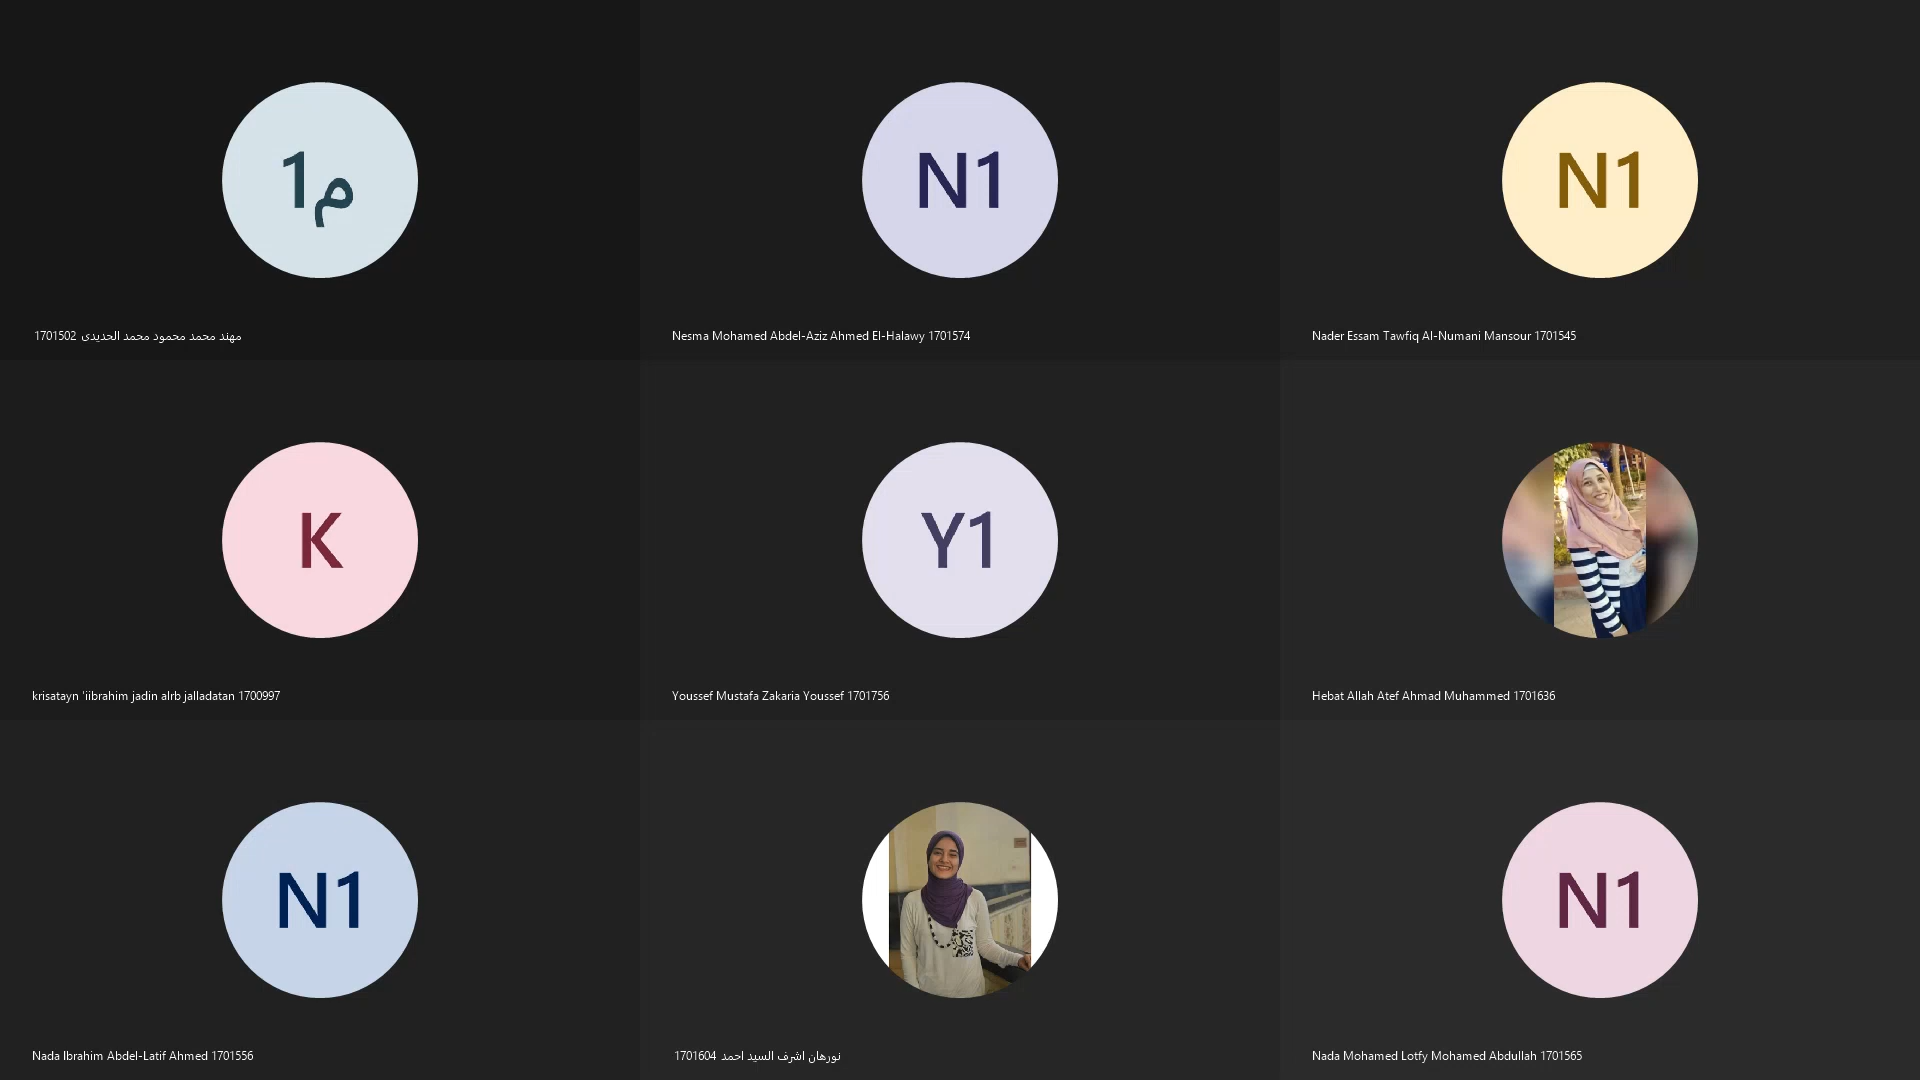 م1
N1
N1
مهند محمد محمود محمد الحديدى 1701502
Nesma Mohamed Abdel-Aziz Ahmed El-Halawy 1701574
Nader Essam Tawfiq Al-Numani Mansour 1701545
K
Y1
krisatayn 'iibrahim jadin alrb jalladatan 1700997
Youssef Mustafa Zakaria Youssef 1701756
Hebat Allah Atef Ahmad Muhammed 1701636
N1
N1
Nada Ibrahim Abdel-Latif Ahmed 1701556
نورهان اشرف السيد احمد 1701604
Nada Mohamed Lotfy Mohamed Abdullah 1701565